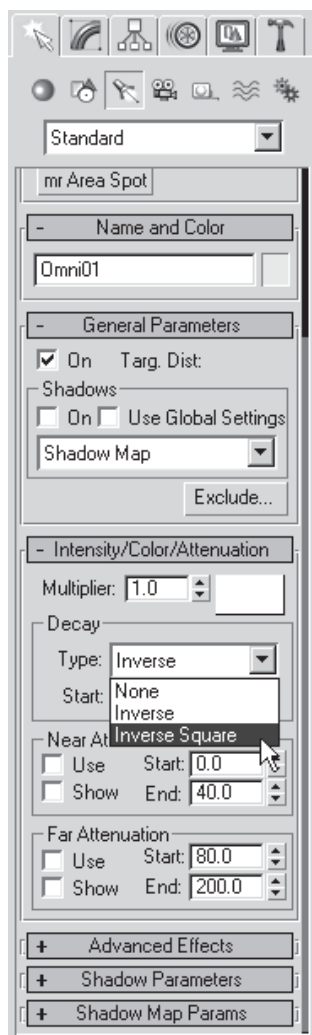 Standard
mr Area Spot
- Name and Color
Omni01
- General Parameters
On Targ. Dist:
Shadows
On Use Global Settings
Shadow Map
Exclude...
- Intensity/Color/Attenuation
Multiplier: 1.0
Decay
Type: Inverse
Start: None
Inverse
Inverse Square
Near At
Use Start: 0.0
Show End: 40.0
Far Attenuation
Use Start: 80.0
Show End: 200.0
+ Advanced Effects
+ Shadow Parameters
+ Shadow Map Params